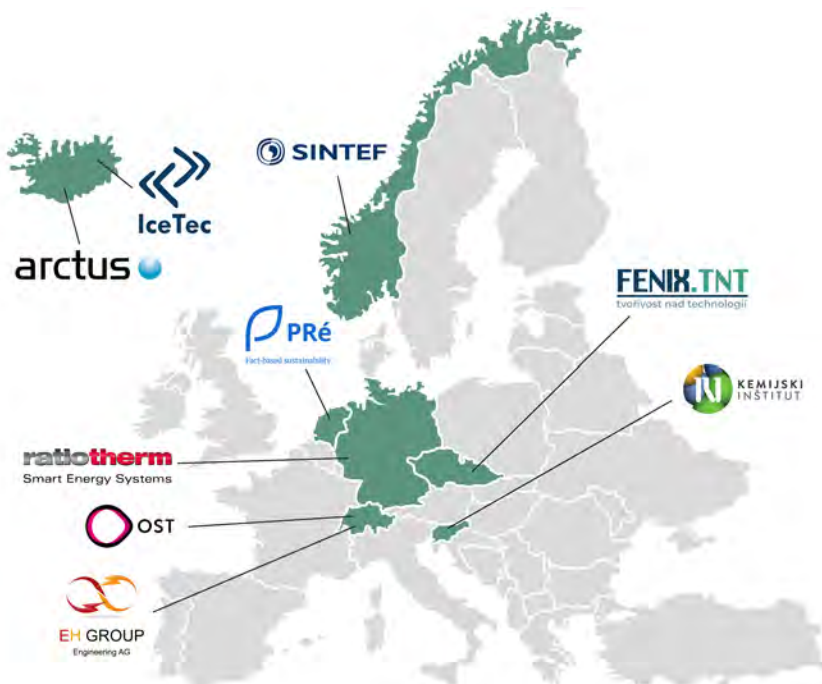 SINTEF
IceTec
arctus
FENIX.TNT
tvořivost nad technologií
PRé
Fact-based sustainability
KEMIJSKI
INŠTITUT
ratiotherm
Smart Energy Systems
OST
EH GROUP
Engineering AG